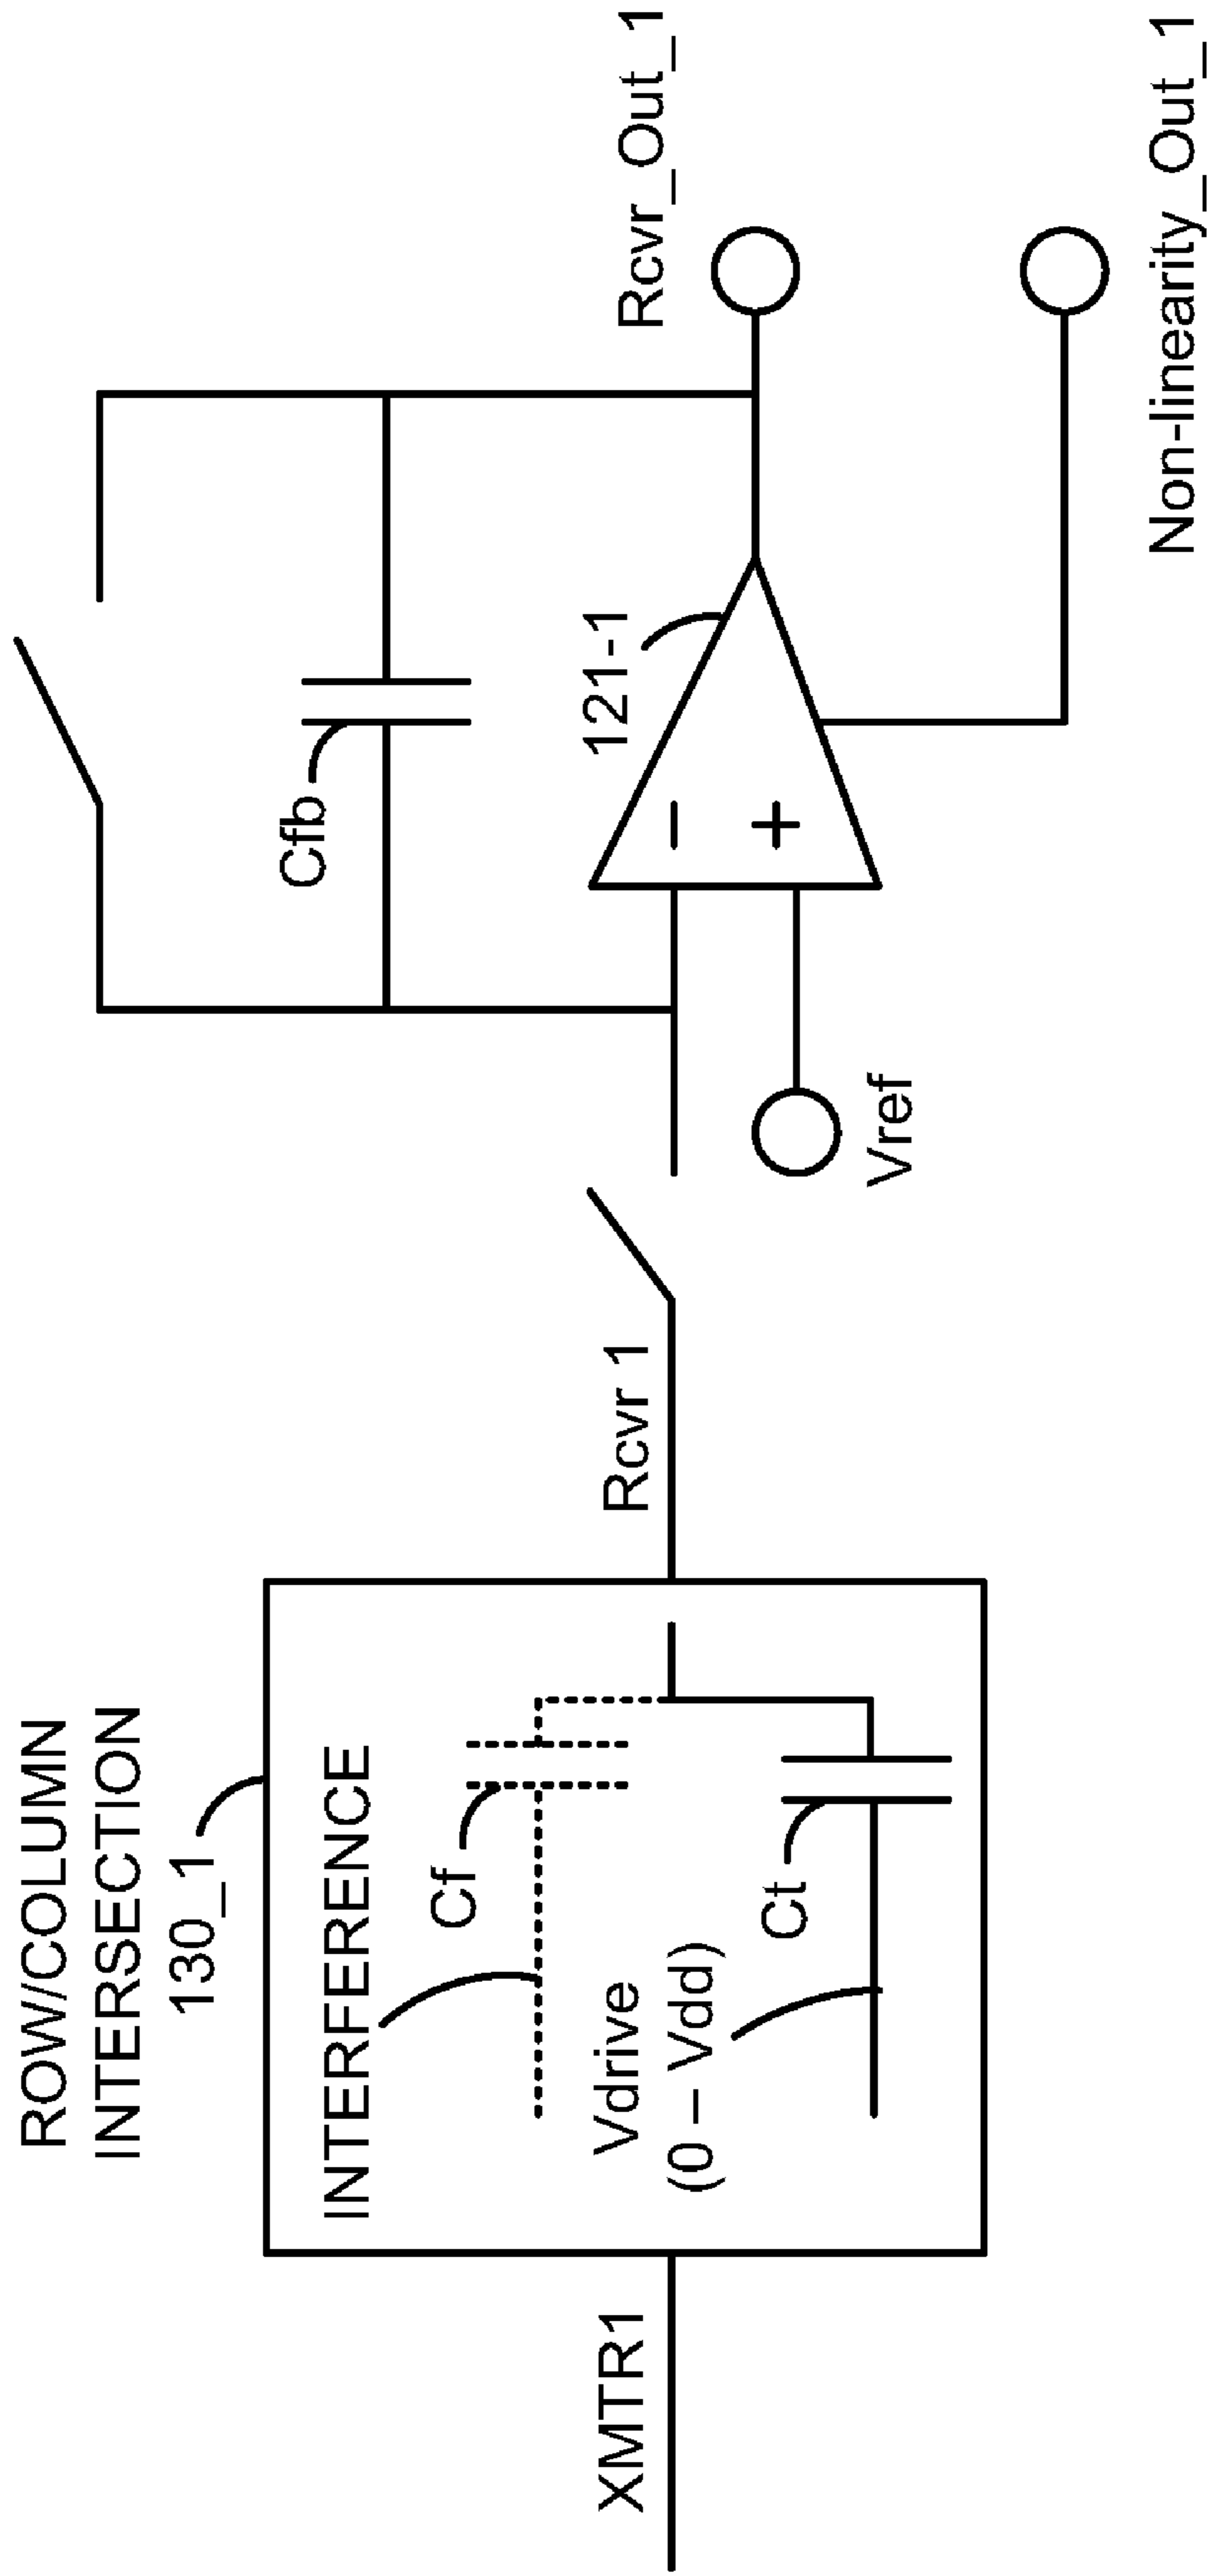 ROW/COLUMN
INTERSECTION
130_1
INTERFERENCE
Cf
Vdrive
(0 – Vdd)
Ct
XMTR1
Rcvr 1
Cfb
121-1
–
+
Vref
Rcvr_Out_1
Non-linearity_Out_1